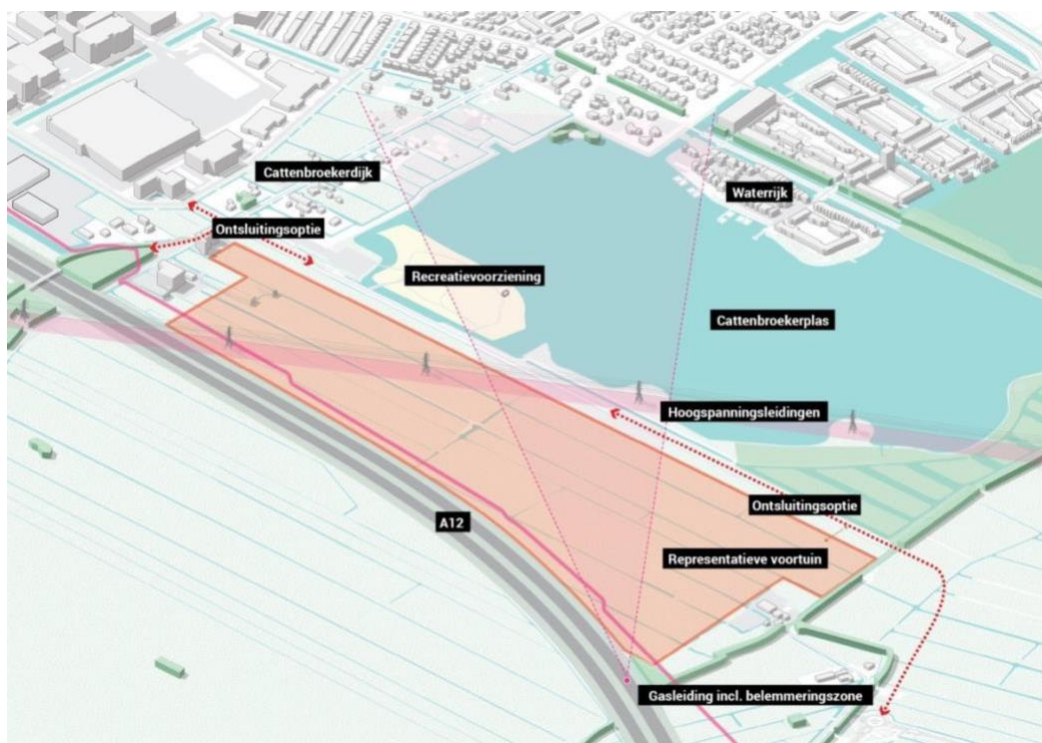 Cattenbroekerdijk
Waterrijk
Ontsluitingsoptie
Recreatievoorziening
Cattenbroekerplas
Hoogspanningsleidingen
Ontsluitingsoptie
A12
Representatieve voortuin
Gasleiding incl. belemmeringszone